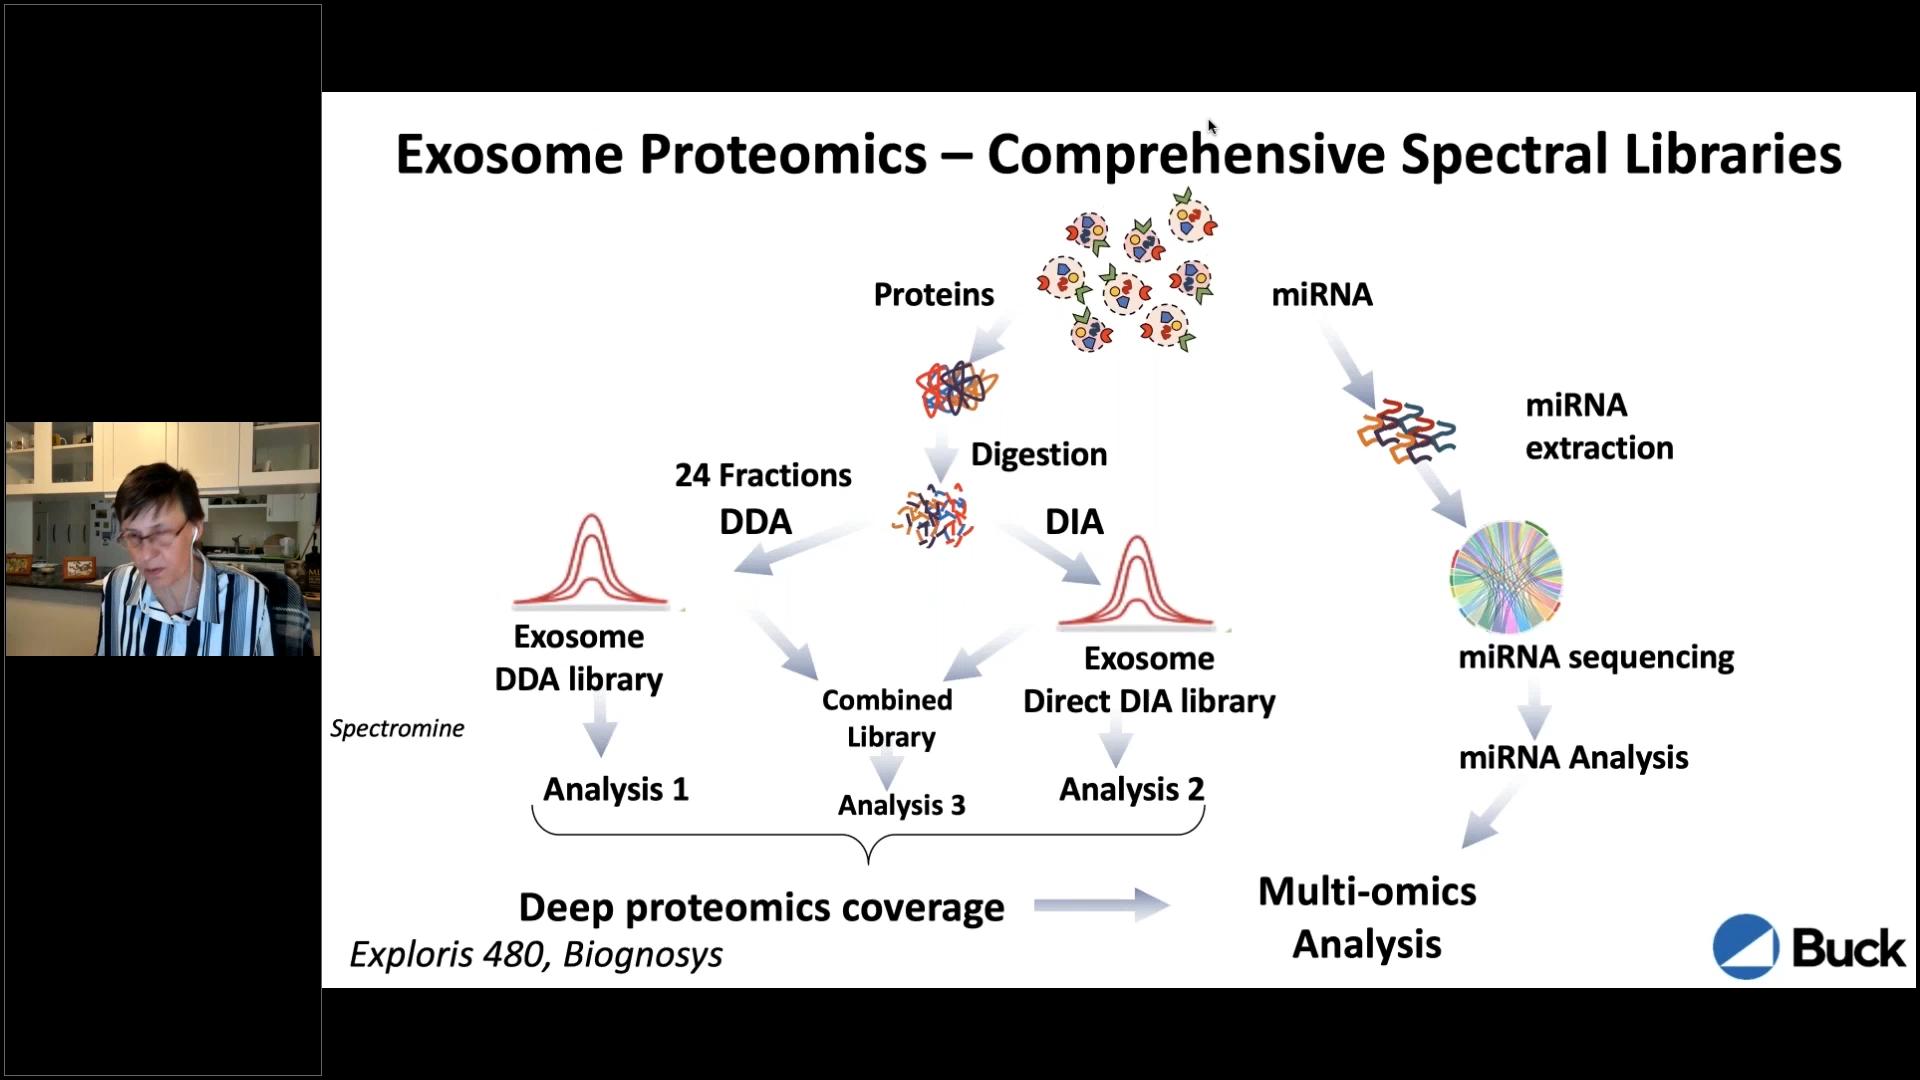 Exosome Proteomics – Comprehensive Spectral Libraries
Proteins
miRNA
miRNA
extraction
Digestion
24 Fractions
DDA
DIA
Exosome
DDA library
Exosome
Direct DIA library
Combined
Library
miRNA sequencing
Spectromine
miRNA Analysis
Analysis 1
Analysis 3
Analysis 2
Deep proteomics coverage
Multi-omics
Analysis
Exploris 480, Biognosys
Buck